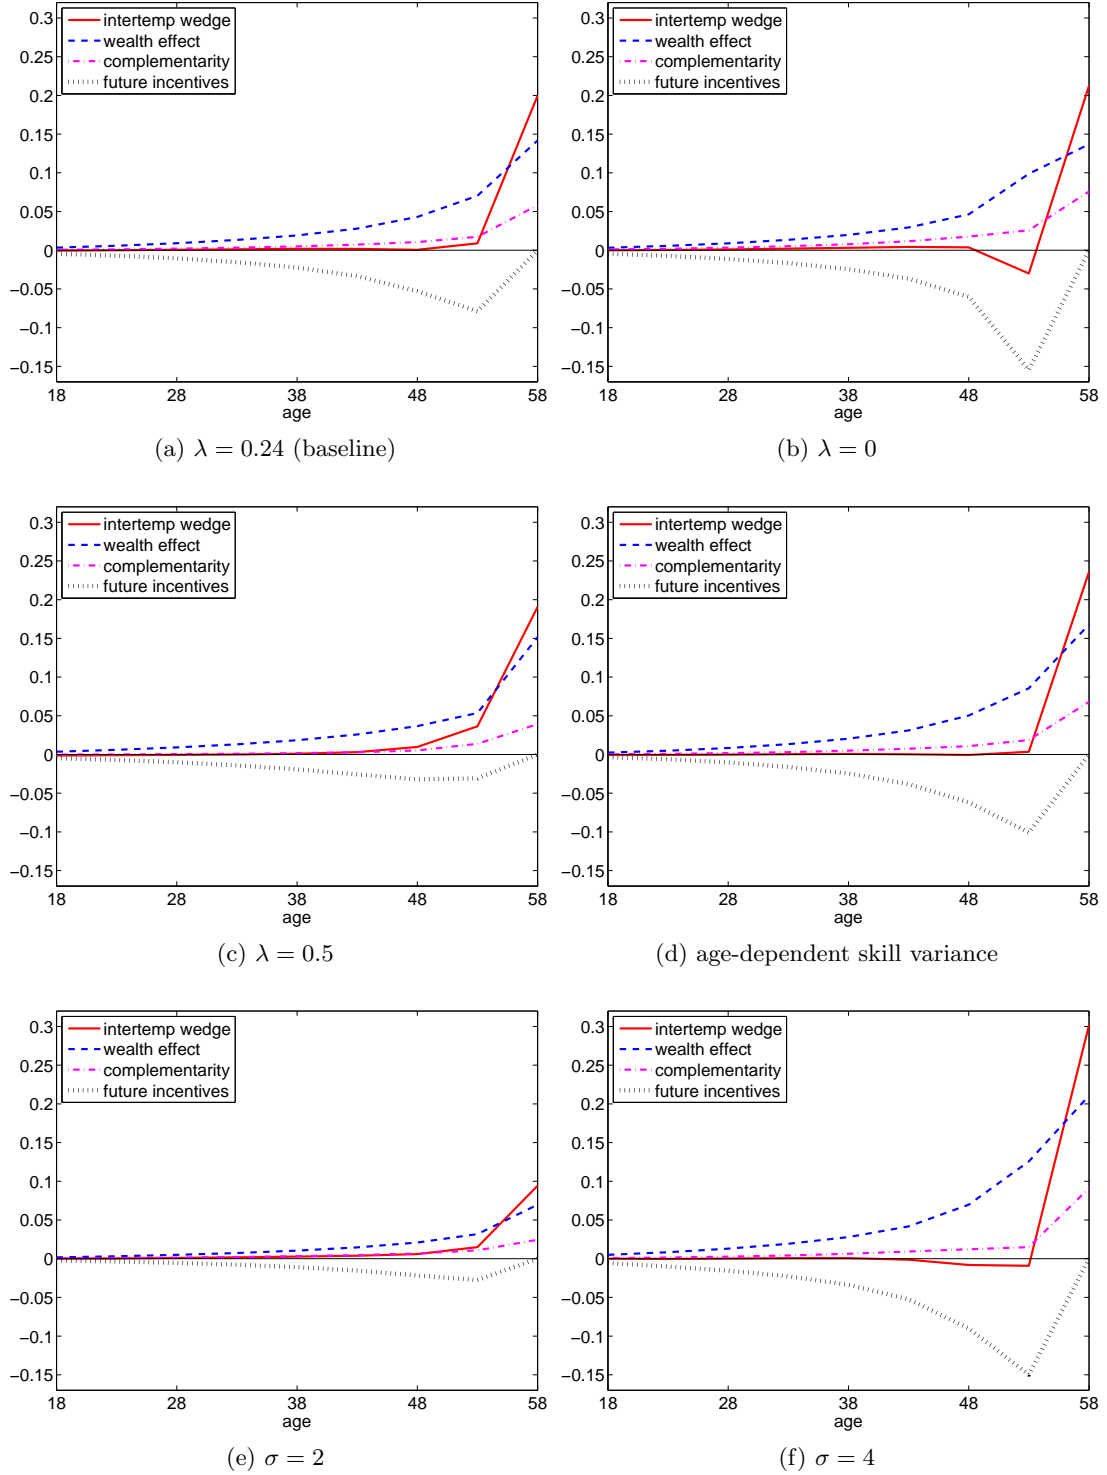 0.3
0.25
0.2
0.15
0.1
0.05
0
−0.05
−0.1
−0.15
intertemp wedge
wealth effect
complementarity
future incentives
18 28 38 48 58
age
(a) λ = 0.24 (baseline)
0.3
0.25
0.2
0.15
0.1
0.05
0
−0.05
−0.1
−0.15
intertemp wedge
wealth effect
complementarity
future incentives
18 28 38 48 58
age
(b) λ = 0
0.3
0.25
0.2
0.15
0.1
0.05
0
−0.05
−0.1
−0.15
intertemp wedge
wealth effect
complementarity
future incentives
18 28 38 48 58
age
(c) λ = 0.5
0.3
0.25
0.2
0.15
0.1
0.05
0
−0.05
−0.1
−0.15
intertemp wedge
wealth effect
complementarity
future incentives
18 28 38 48 58
age
(d) age-dependent skill variance
0.3
0.25
0.2
0.15
0.1
0.05
0
−0.05
−0.1
−0.15
intertemp wedge
wealth effect
complementarity
future incentives
18 28 38 48 58
age
(e) σ = 2
0.3
0.25
0.2
0.15
0.1
0.05
0
−0.05
−0.1
−0.15
intertemp wedge
wealth effect
complementarity
future incentives
18 28 38 48 58
age
(f) σ = 4